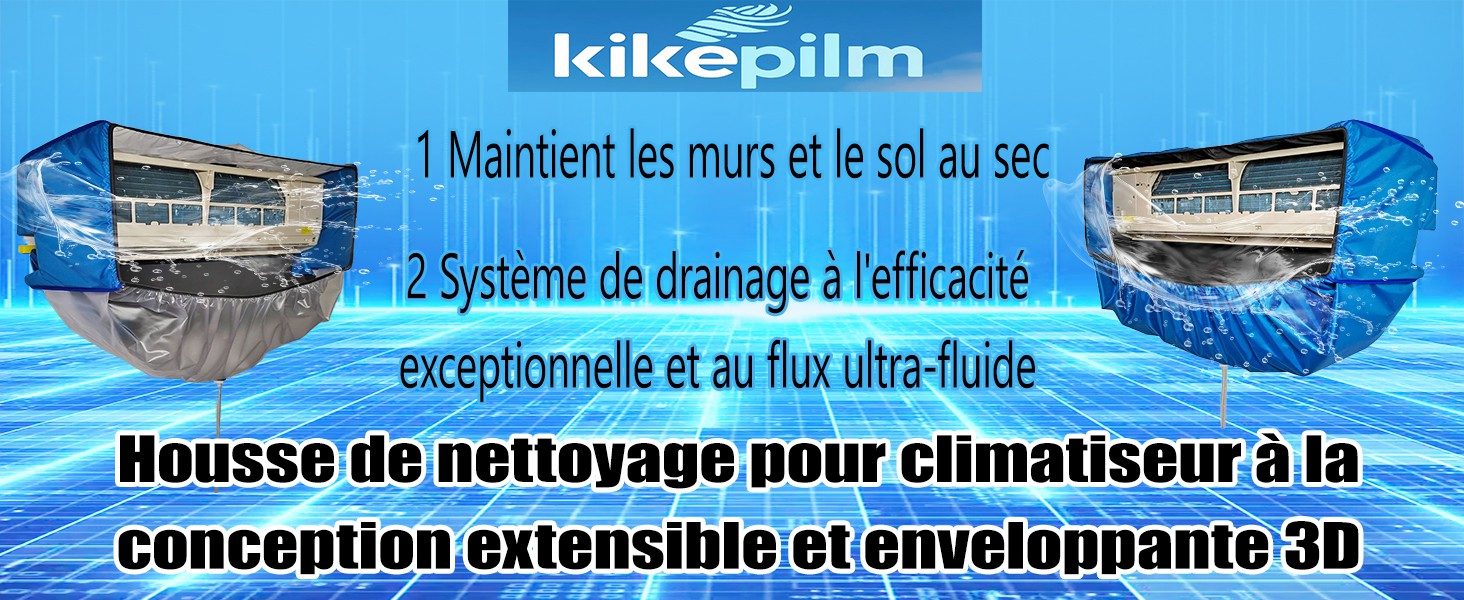 kikepilm
1 Maintient les murs et le sol au sec
2 Système de drainage à l'efficacité
exceptionnelle et au flux ultra-fluide
Housse de nettoyage pour climatiseur à la
conception extensible et enveloppante 3D